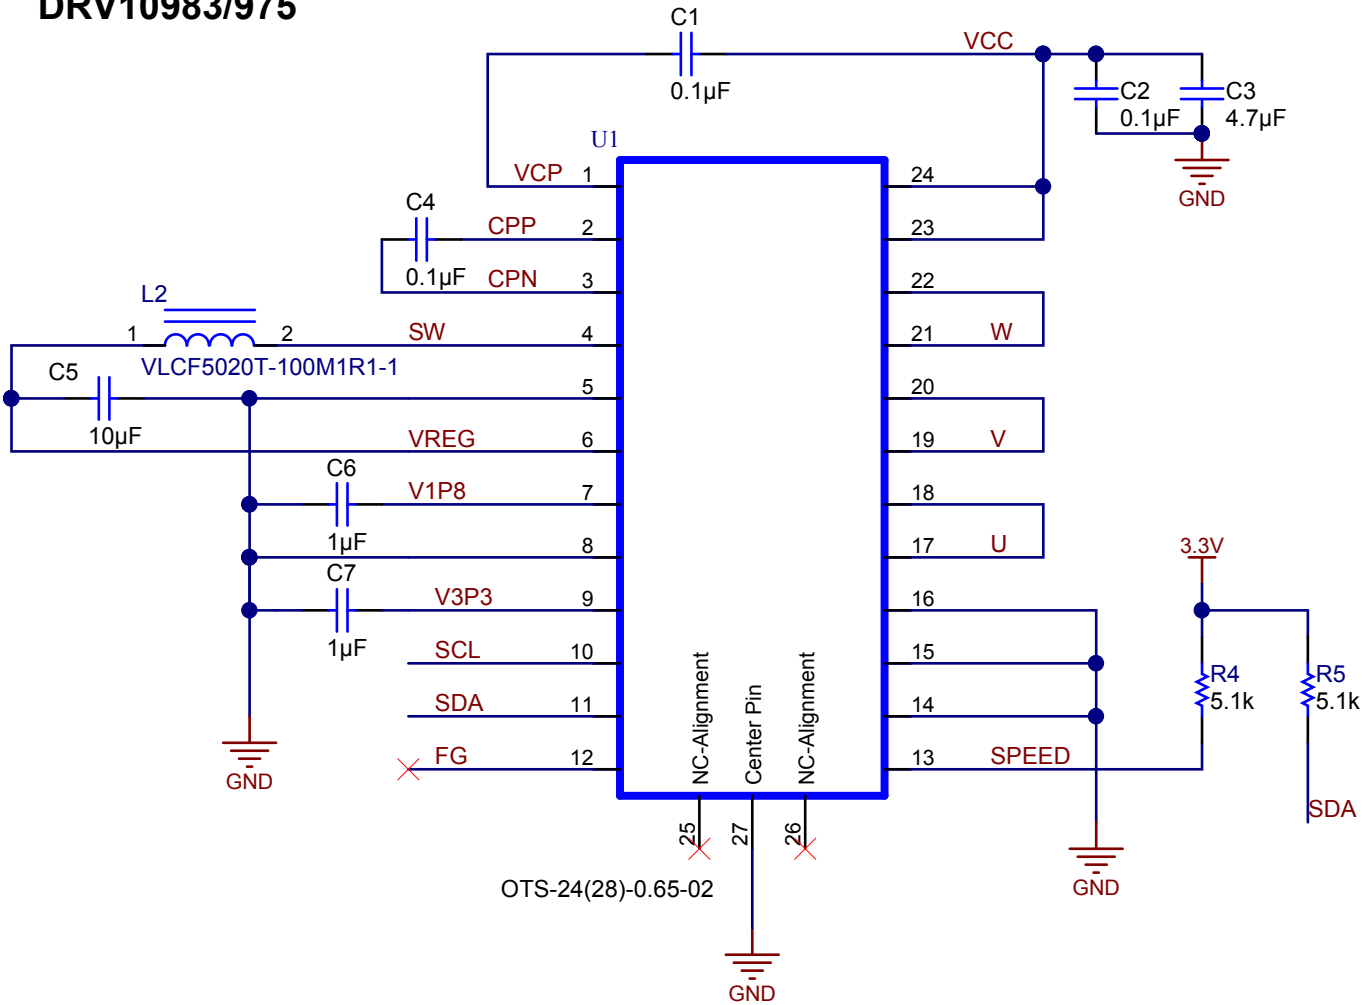 DRV10983/975
C1
0.1µF
VCC
C2
0.1µF
C3
4.7µF
GND
U1
VCP 1
24
C4
0.1µF
CPP 2
23
CPN 3
22
L2
1
2
VLCF5020T-100M1R1-1
SW 4
21 W
C5
10µF
5
20
VREG 6
19 V
C6
1µF
V1P8 7
18
8
17 U
C7
1µF
V3P3 9
16
SCL 10
15
SDA 11
14
FG 12
13 SPEED
3.3V
R4
5.1k
R5
5.1k
SDA
GND
GND
NC-Alignment
Center Pin
NC-Alignment
25
27
26
OTS-24(28)-0.65-02
GND